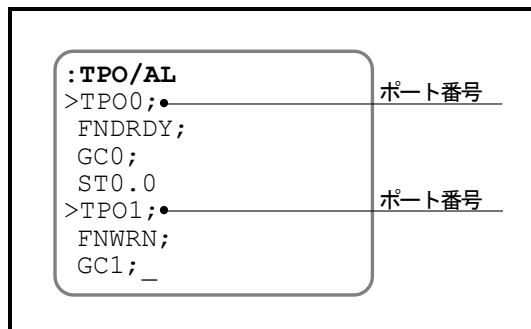 :TPO/AL
>TPO0; ポート番号
FNDRDY;
GC0;
ST0.0
>TPO1; ポート番号
FNWRN;
GC1;_